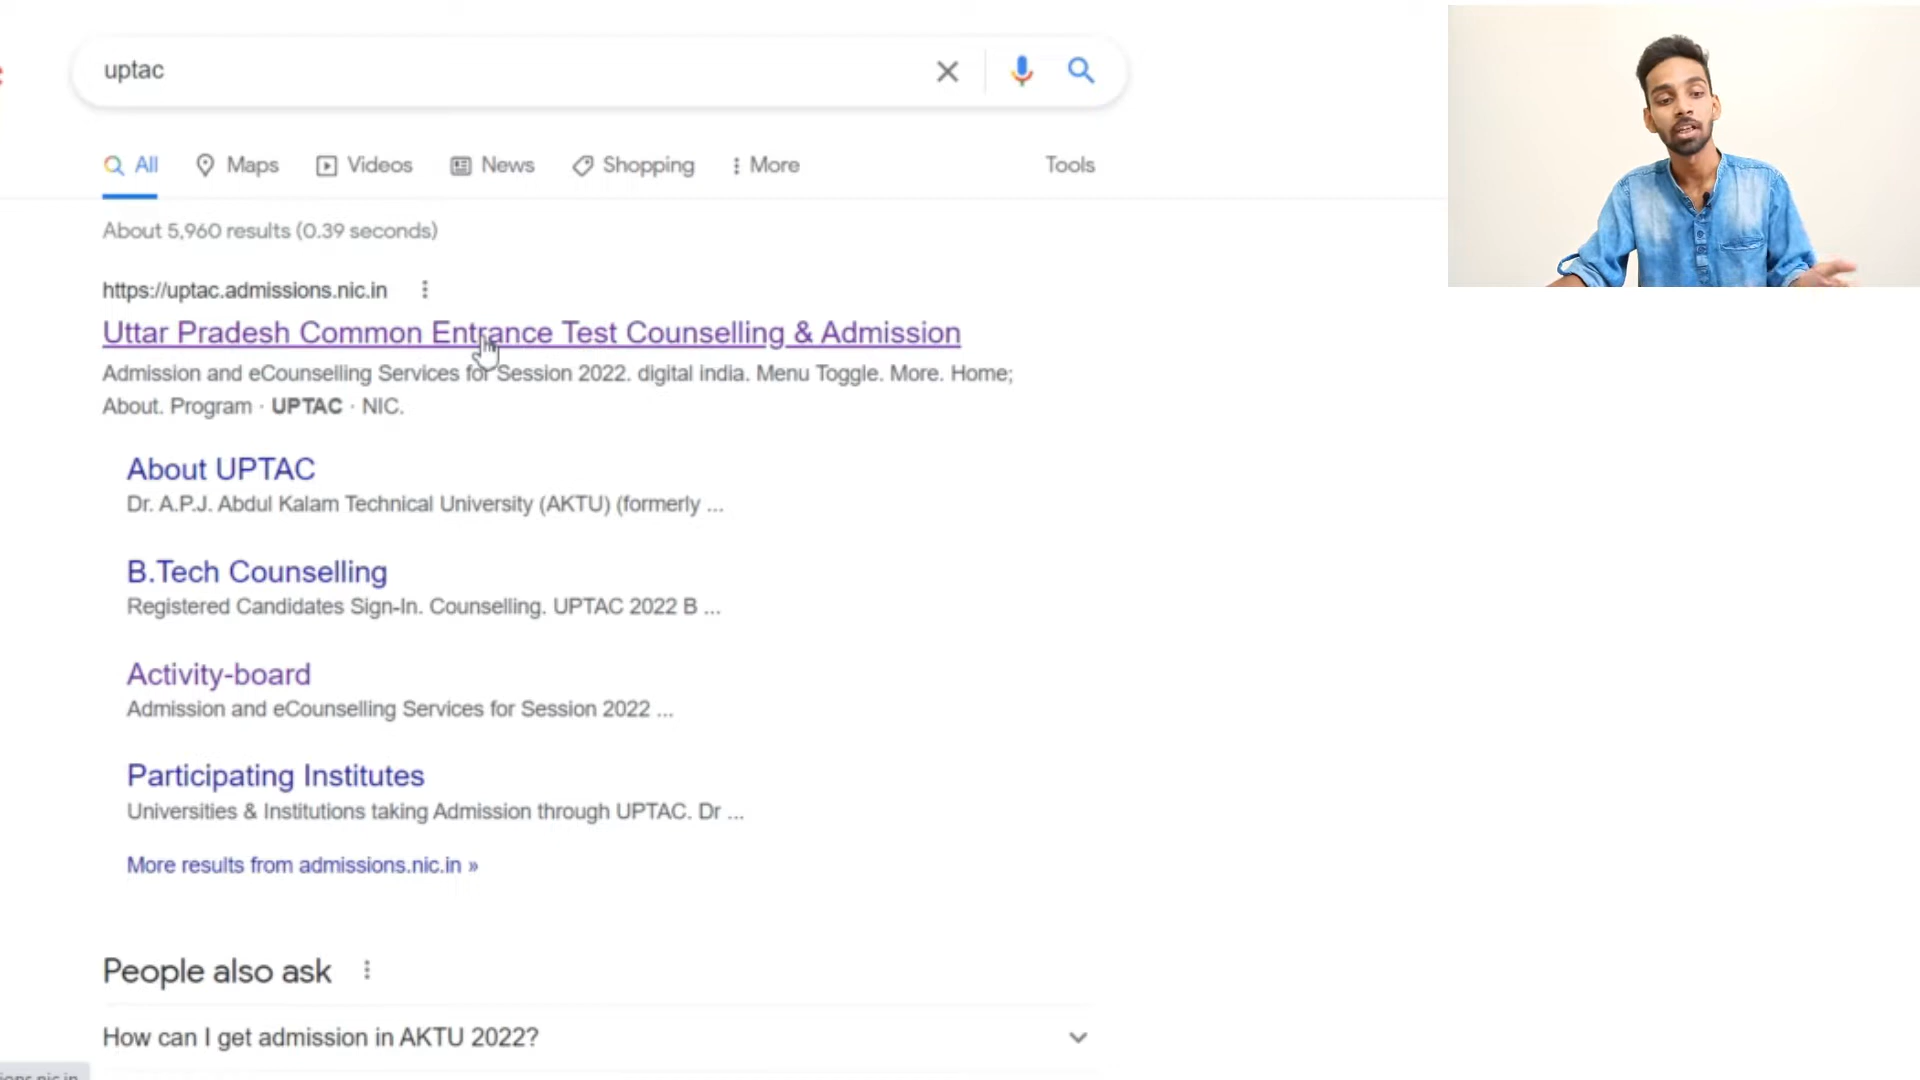 uptac
All
Maps
Videos
News
Shopping
More
Tools
About 5,960 results (0.39 seconds)
https://uptac.admissions.nic.in
Uttar Pradesh Common Entrance Test Counselling & Admission
Admission and eCounselling Services for Session 2022. digital india. Menu Toggle. More. Home;
About. Program · UPTAC · NIC.
About UPTAC
Dr. A.P.J. Abdul Kalam Technical University (AKTU) (formerly ...
B.Tech Counselling
Registered Candidates Sign-In. Counselling. UPTAC 2022 B ...
Activity-board
Admission and eCounselling Services for Session 2022 ...
Participating Institutes
Universities & Institutions taking Admission through UPTAC. Dr ...
More results from admissions.nic.in »
People also ask
How can I get admission in AKTU 2022?